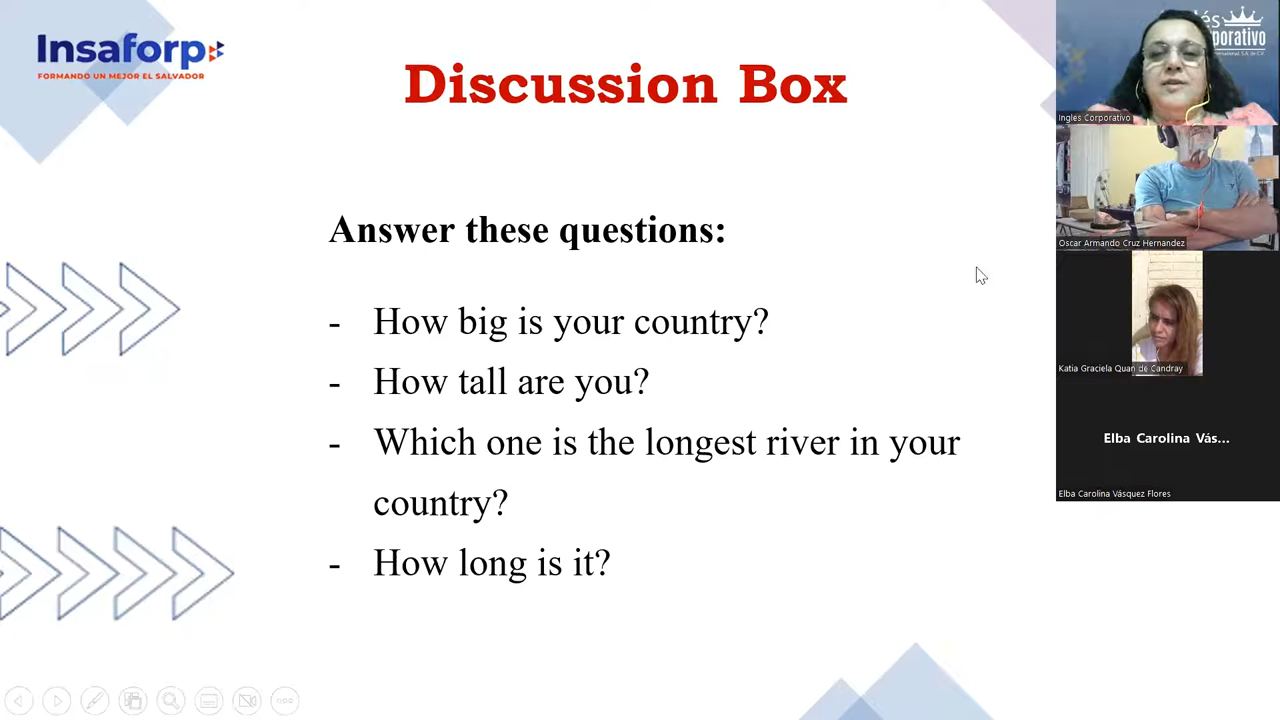 Insaforp
FORMANDO UN MEJOR EL SALVADOR
Discussion Box
Answer these questions:
- How big is your country?
- How tall are you?
- Which one is the longest river in your
country?
- How long is it?
Ingles Corporativo
Oscar Armando Cruz Hernandez
Katia Graciela Quan de Candray
Elba Carolina Vás...
Elba Carolina Vásquez Flores